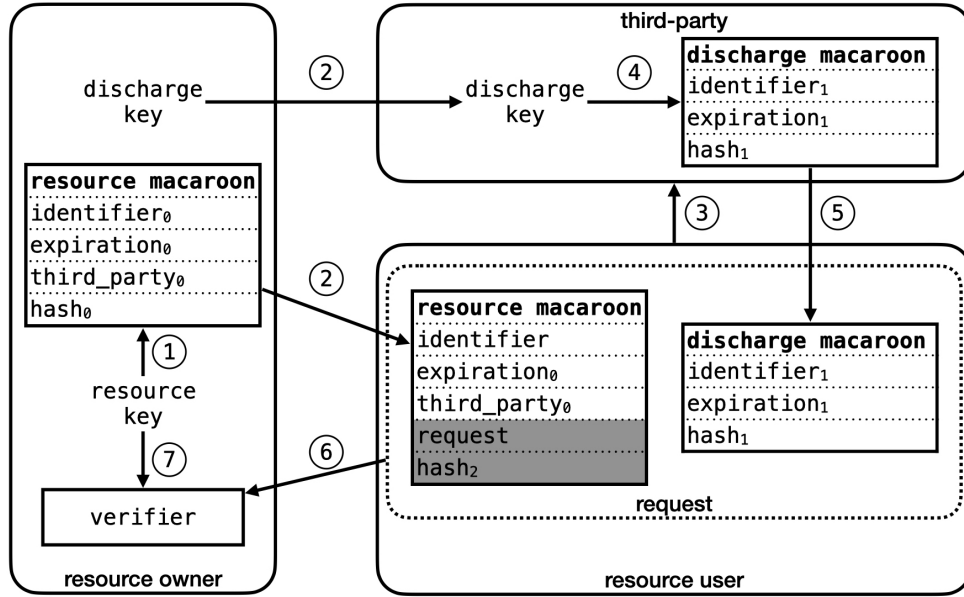 third-party
discharge
key
②
discharge
key
④
discharge macaroon
identifier₁
expiration₁
hash₁
resource macaroon
identifier₀
expiration₀
third_party₀
hash₀
②
③
⑤
①
resource
key
⑦
verifier
resource owner
⑥
resource macaroon
identifier
expiration₀
third_party₀
request
hash₂
discharge macaroon
identifier₁
expiration₁
hash₁
request
resource user